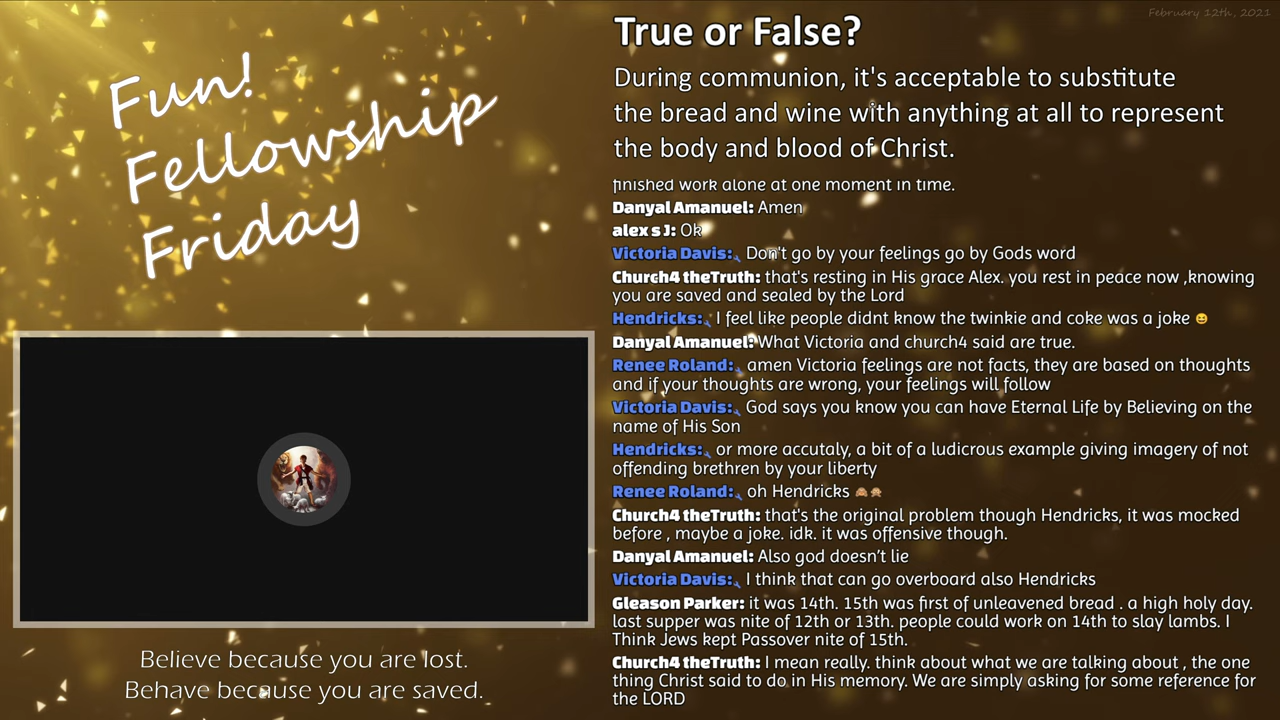 February 12th, 2021
Fun!
Fellowship
Friday
True or False?
During communion, it's acceptable to substitute
the bread and wine with anything at all to represent
the body and blood of Christ.
finished work alone at one moment in time.
Danyal Amanuel: Amen
alex s J: Ok
Victoria Davis: Don't go by your feelings go by Gods word
Church4 theTruth: that's resting in His grace Alex. you rest in peace now ,knowing
you are saved and sealed by the Lord
Hendricks: I feel like people didnt know the twinkie and coke was a joke 😆
Danyal Amanuel: What Victoria and church4 said are true.
Renee Roland: amen Victoria feelings are not facts, they are based on thoughts
and if your thoughts are wrong, your feelings will follow
Victoria Davis: God says you know you can have Eternal Life by Believing on the
name of His Son
Hendricks: or more accutaly, a bit of a ludicrous example giving imagery of not
offending brethren by your liberty
Renee Roland: oh Hendricks
Church4 theTruth: that's the original problem though Hendricks, it was mocked
before , maybe a joke. idk. it was offensive though.
Danyal Amanuel: Also god doesn't lie
Victoria Davis: I think that can go overboard also Hendricks
Gleason Parker: it was 14th. 15th was first of unleavened bread . a high holy day.
last supper was nite of 12th or 13th. people could work on 14th to slay lambs. I
Think Jews kept Passover nite of 15th.
Church4 theTruth: I mean really. think about what we are talking about , the one
thing Christ said to do in His memory. We are simply asking for some reference for
the LORD
Believe because you are lost.
Behave because you are saved.